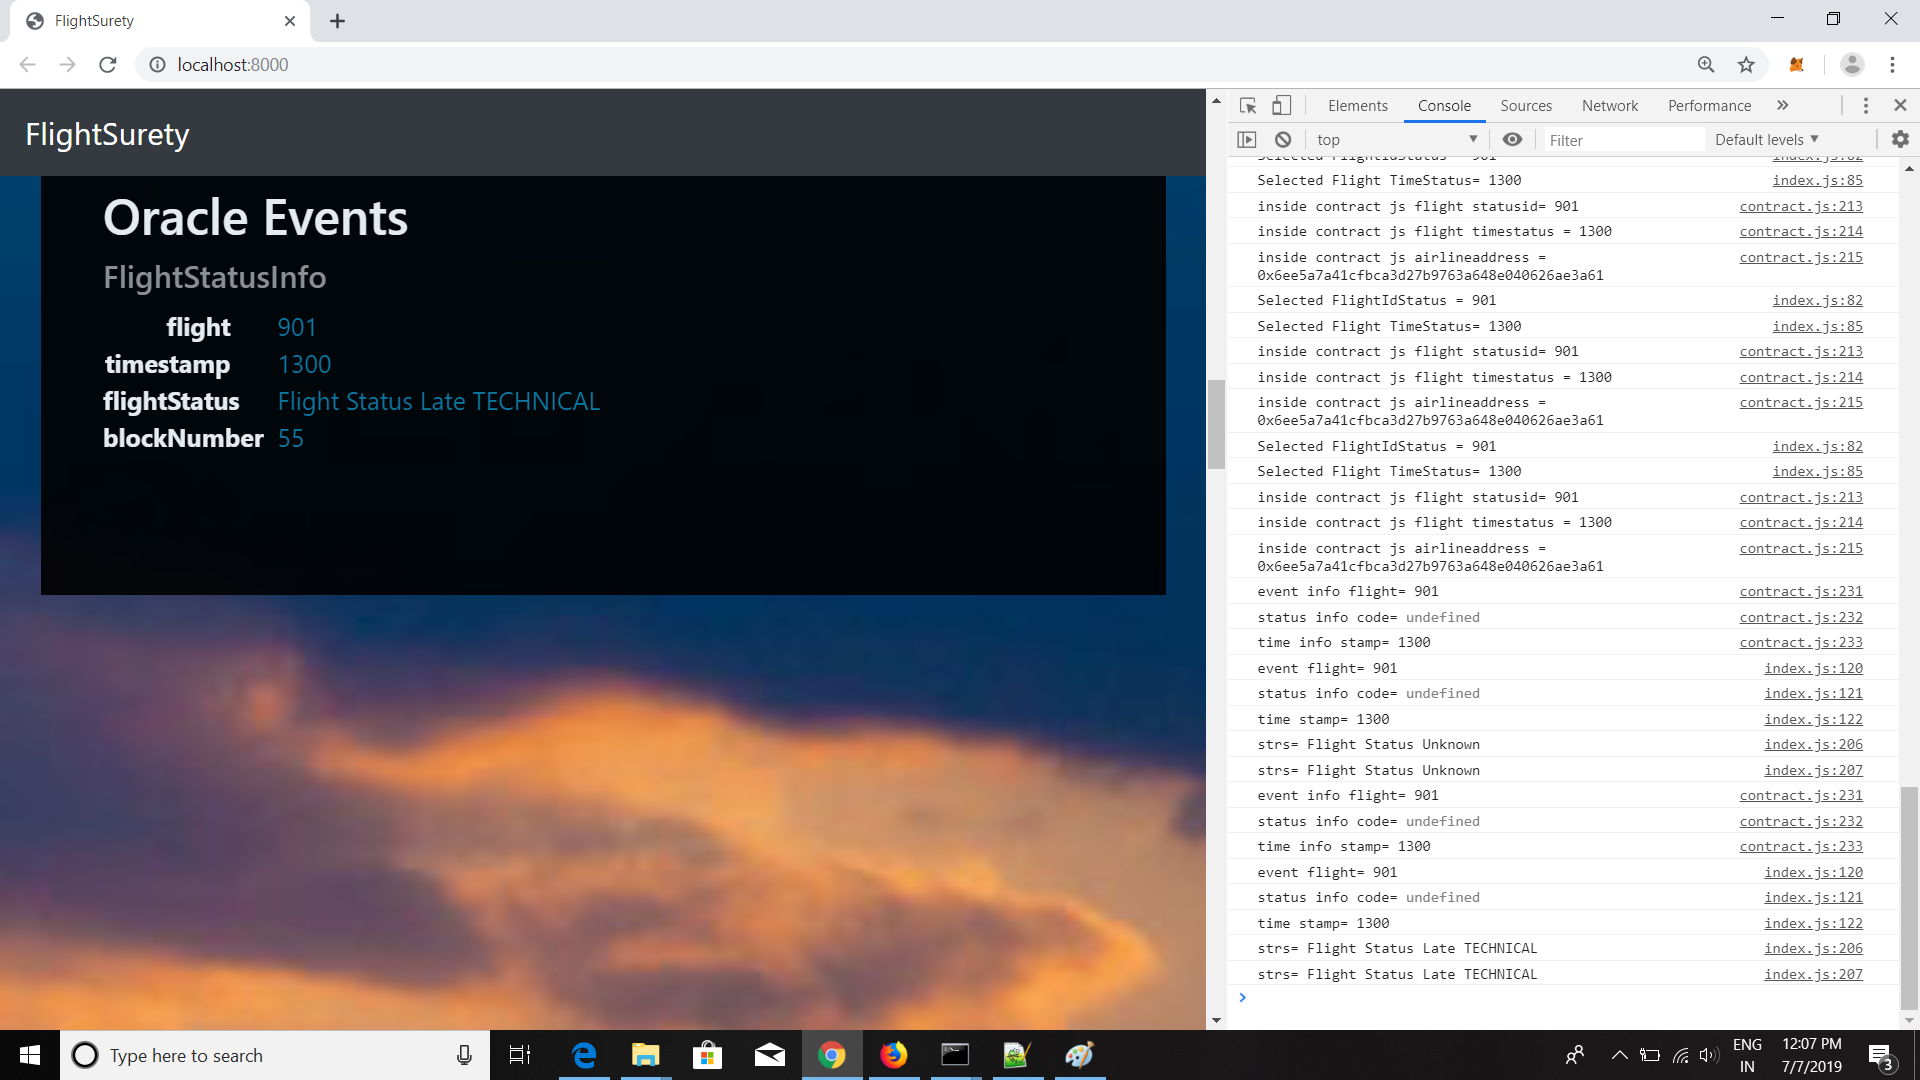 FlightSurety
localhost:8000
FlightSurety
Oracle Events
FlightStatusInfo
flight 901
timestamp 1300
flightStatus Flight Status Late TECHNICAL
blockNumber 55
Elements Console Sources Network Performance
top Filter Default levels
Selected FlightIdStatus = 901 index.js:82
Selected Flight TimeStatus= 1300 index.js:85
inside contract js flight statusid= 901 contract.js:213
inside contract js flight timestatus = 1300 contract.js:214
inside contract js airlineaddress = contract.js:215
0x6ee5a7a41cfbca3d27b9763a648e040626ae3a61
Selected FlightIdStatus = 901 index.js:82
Selected Flight TimeStatus= 1300 index.js:85
inside contract js flight statusid= 901 contract.js:213
inside contract js flight timestatus = 1300 contract.js:214
inside contract js airlineaddress = contract.js:215
0x6ee5a7a41cfbca3d27b9763a648e040626ae3a61
Selected FlightIdStatus = 901 index.js:82
Selected Flight TimeStatus= 1300 index.js:85
inside contract js flight statusid= 901 contract.js:213
inside contract js flight timestatus = 1300 contract.js:214
inside contract js airlineaddress = contract.js:215
0x6ee5a7a41cfbca3d27b9763a648e040626ae3a61
event info flight= 901 contract.js:231
status info code= undefined contract.js:232
time info stamp= 1300 contract.js:233
event flight= 901 index.js:120
status info code= undefined index.js:121
time stamp= 1300 index.js:122
strs= Flight Status Unknown index.js:206
strs= Flight Status Unknown index.js:207
event info flight= 901 contract.js:231
status info code= undefined contract.js:232
time info stamp= 1300 contract.js:233
event flight= 901 index.js:120
status info code= undefined index.js:121
time stamp= 1300 index.js:122
strs= Flight Status Late TECHNICAL index.js:206
strs= Flight Status Late TECHNICAL index.js:207
Type here to search
ENG
IN
12:07 PM
7/7/2019
3